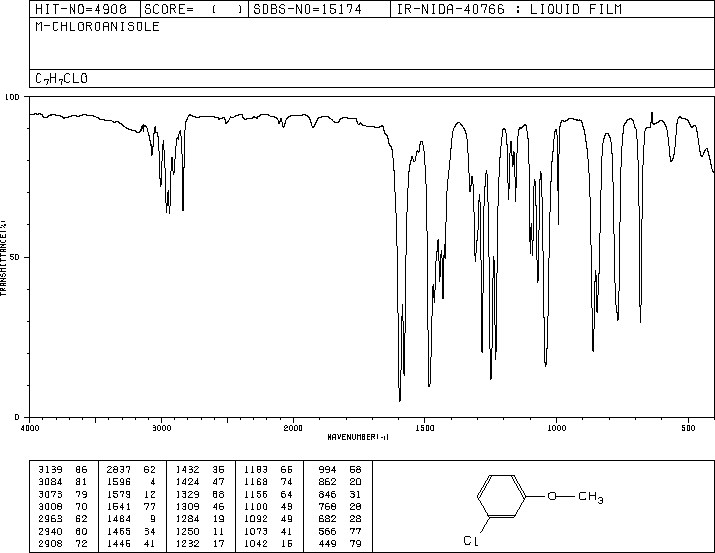 HIT-NO=4908 SCORE= ( ) SDBS-NO=15174 IR-NIDA-40766 : LIQUID FILM
M-CHLOROANISOLE
C7H7CLO
100
50
0
TRANSMITTANCE(%)
4000 3000 2000 1500 1000 500
WAVENUMBER(-1)
3139 86 2837 62 1432 35 1183 66 994 58
3084 81 1596 4 1424 47 1168 74 862 20
3073 79 1579 12 1329 68 1156 64 846 31
3008 70 1541 77 1309 46 1100 49 768 28
2963 62 1484 9 1284 19 1092 49 682 28
2940 60 1465 34 1250 11 1073 41 566 77
2908 72 1446 41 1232 17 1042 15 449 79
O CH3
Cl